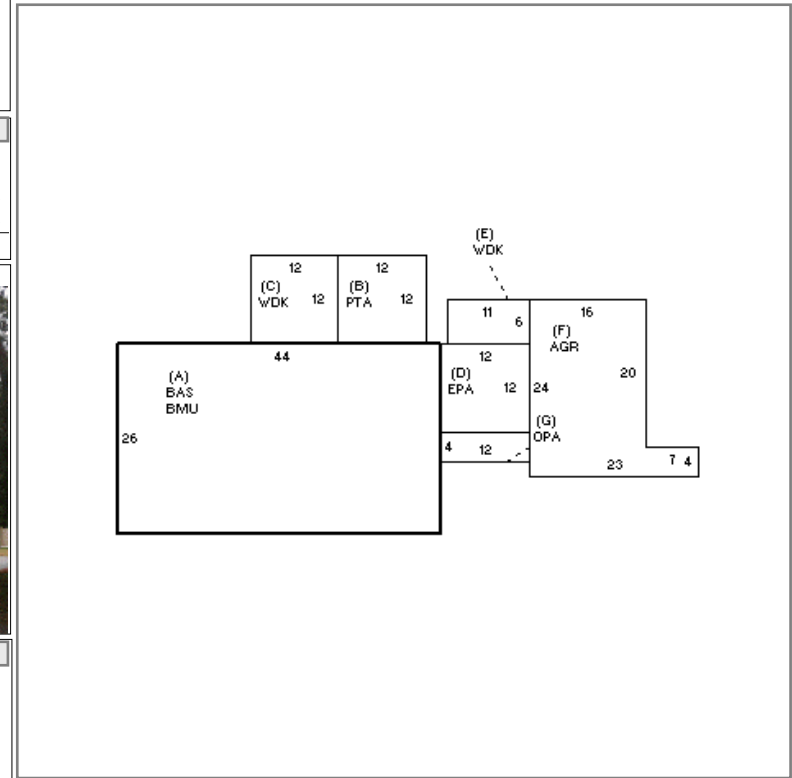 (E)
WDK
12
12
(C)
WDK 12
(B)
PTA 12
11
6
16
(F)
AGR
44
12
(D)
EPA 12
24
20
(A)
BAS
BMU
26
(G)
OPA
4 12
23
7 4